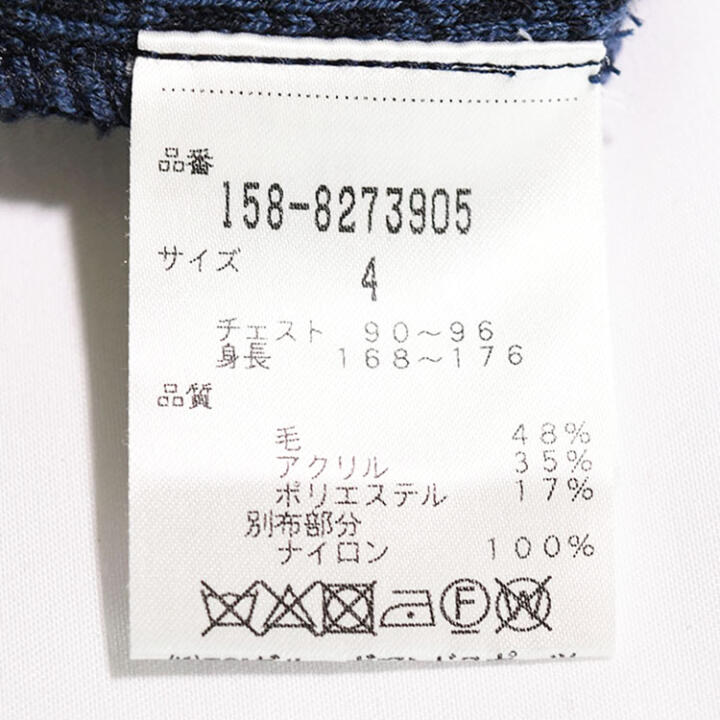 品番
158-8273905
サイズ
4
チェスト 90~96
身長 168~176
品質
毛 48%
アクリル 35%
ポリエステル 17%
別布部分
ナイロン 100%
F W